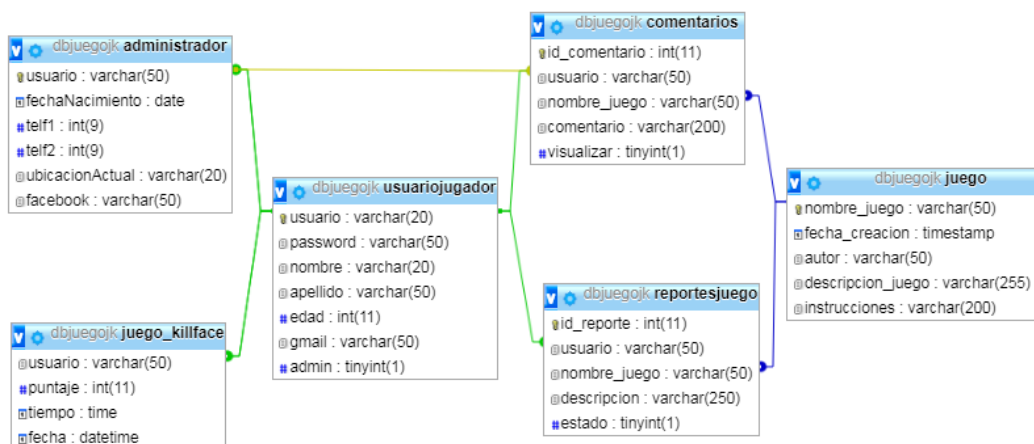 dbjuegojk administrador
usuario : varchar(50)
fechaNacimiento : date
telf1 : int(9)
telf2 : int(9)
ubicacionActual : varchar(20)
facebook : varchar(50)
dbjuegojk juego_killface
usuario : varchar(50)
puntaje : int(11)
tiempo : time
fecha : datetime
dbjuegojk usuariojugador
usuario : varchar(20)
password : varchar(50)
nombre : varchar(20)
apellido : varchar(50)
edad : int(11)
gmail : varchar(50)
admin : tinyint(1)
dbjuegojk comentarios
id_comentario : int(11)
usuario : varchar(50)
nombre_juego : varchar(50)
comentario : varchar(200)
visualizar : tinyint(1)
dbjuegojk reportesjuego
id_reporte : int(11)
usuario : varchar(50)
nombre_juego : varchar(50)
descripcion : varchar(250)
estado : tinyint(1)
dbjuegojk juego
nombre_juego : varchar(50)
fecha_creacion : timestamp
autor : varchar(50)
descripcion_juego : varchar(255)
instrucciones : varchar(200)